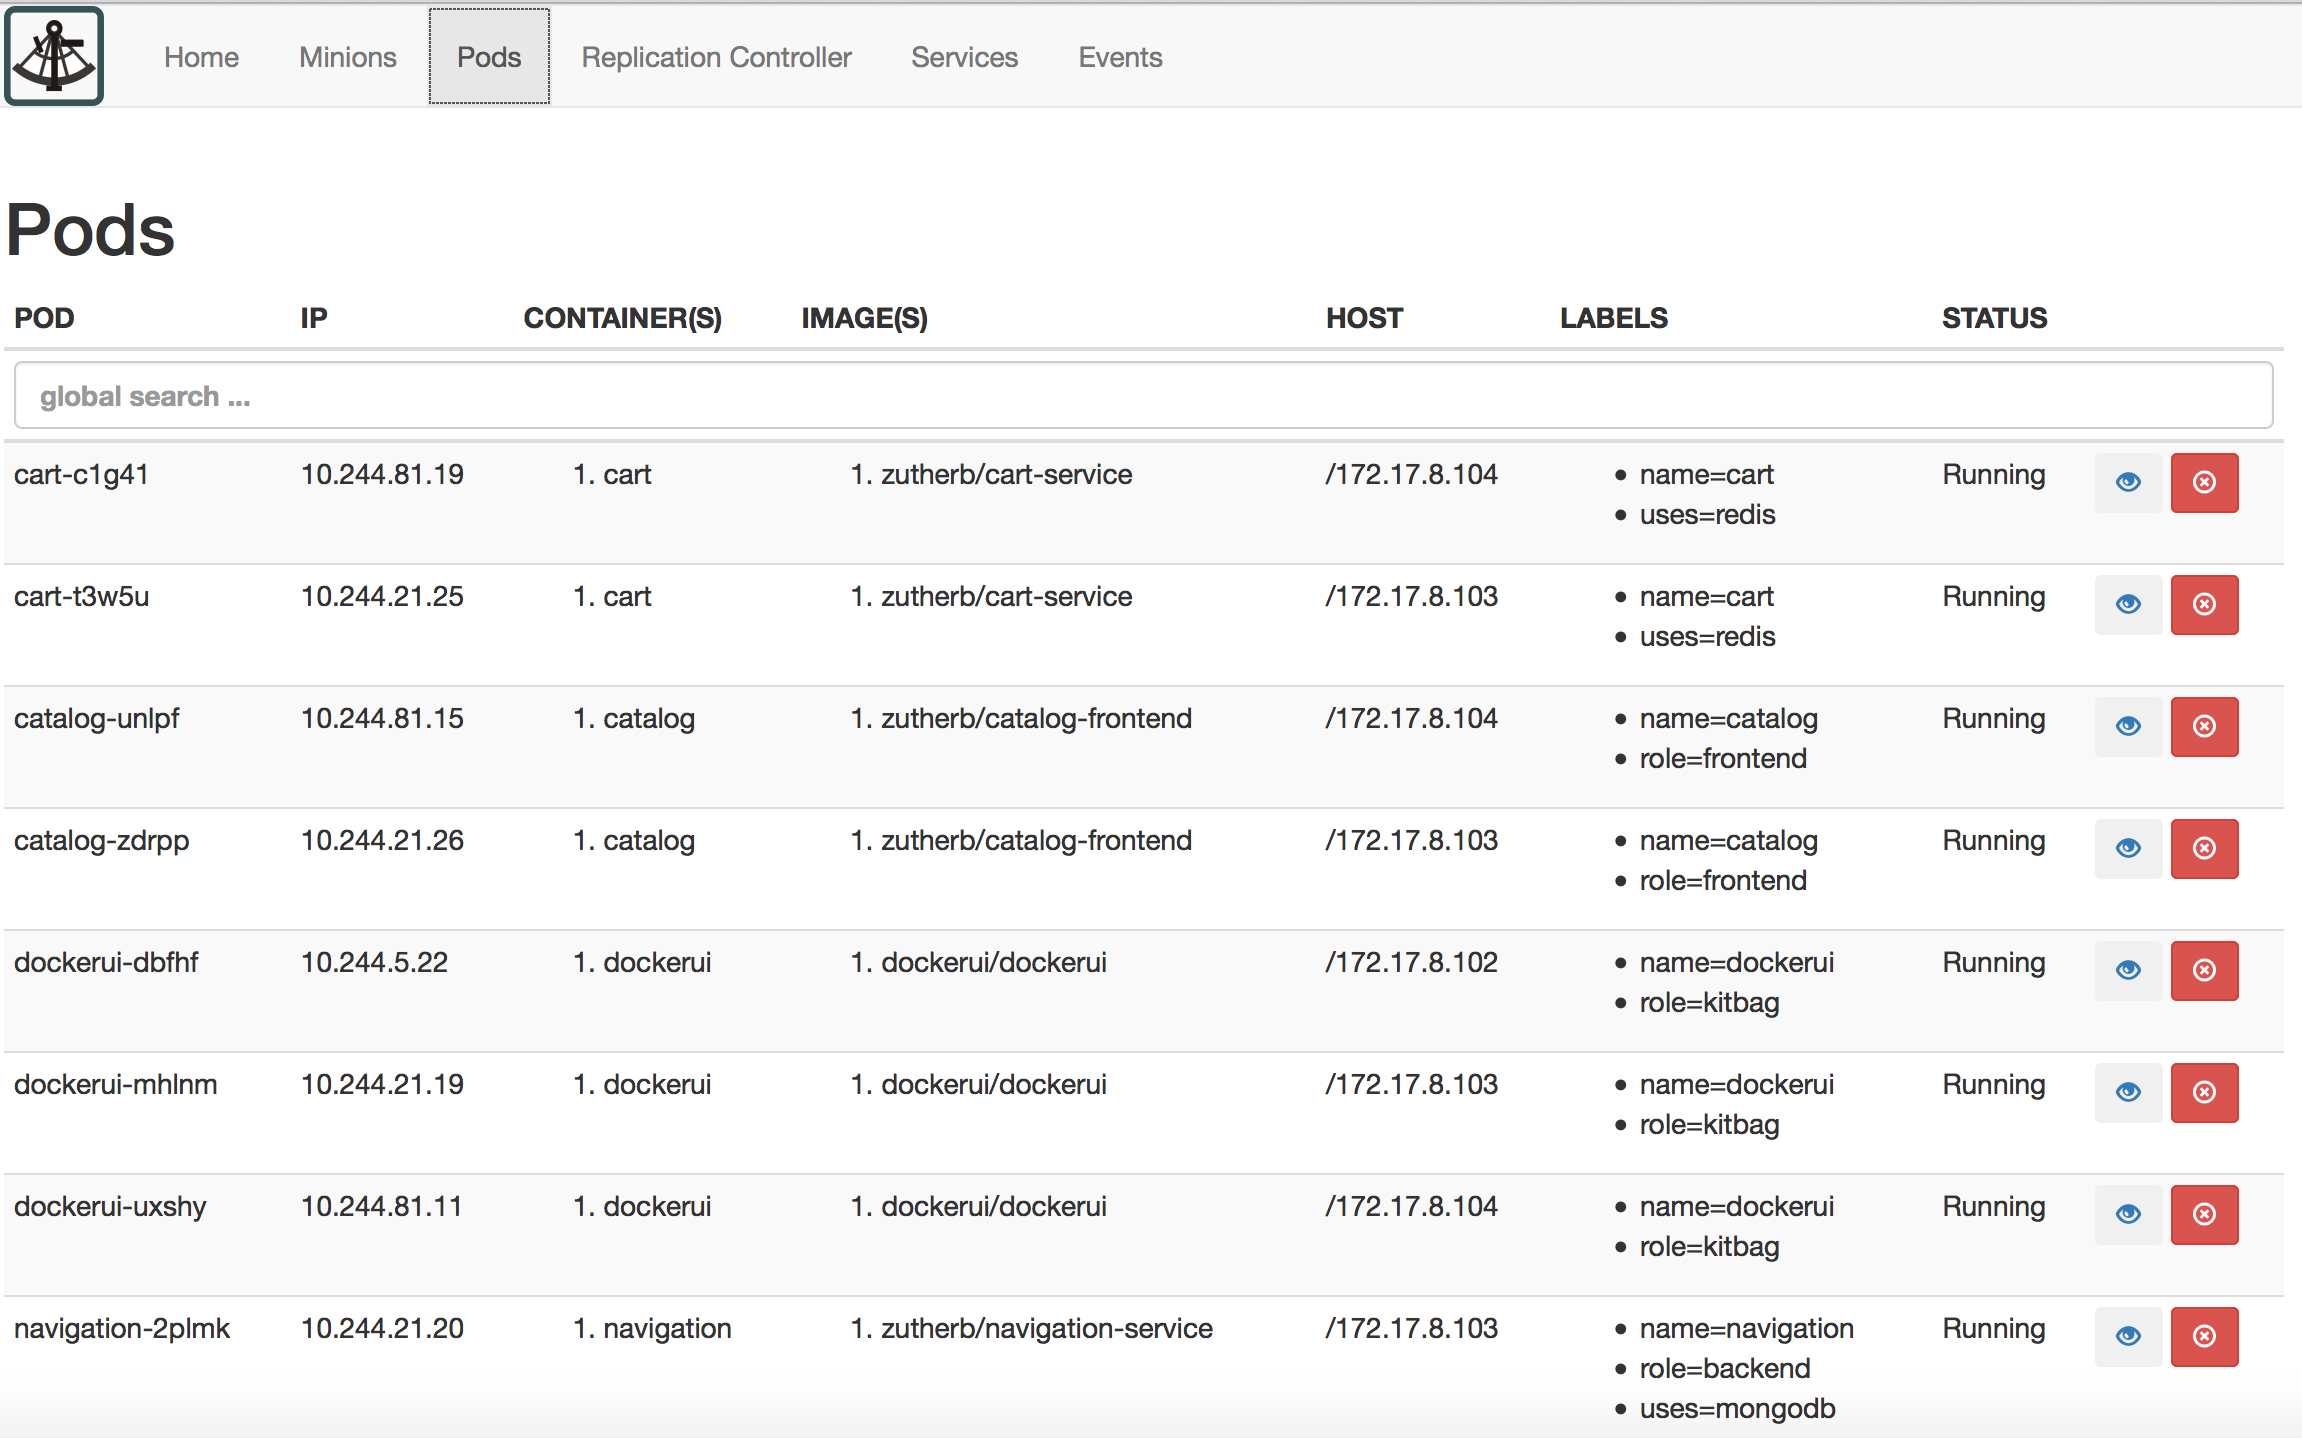 Home Minions Pods Replication Controller Services Events
Pods
POD IP CONTAINER(S) IMAGE(S) HOST LABELS STATUS
global search ...
cart-c1g41 10.244.81.19 1. cart 1. zutherb/cart-service /172.17.8.104 • name=cart Running
• uses=redis
cart-t3w5u 10.244.21.25 1. cart 1. zutherb/cart-service /172.17.8.103 • name=cart Running
• uses=redis
catalog-unlpf 10.244.81.15 1. catalog 1. zutherb/catalog-frontend /172.17.8.104 • name=catalog Running
• role=frontend
catalog-zdrpp 10.244.21.26 1. catalog 1. zutherb/catalog-frontend /172.17.8.103 • name=catalog Running
• role=frontend
dockerui-dbfhf 10.244.5.22 1. dockerui 1. dockerui/dockerui /172.17.8.102 • name=dockerui Running
• role=kitbag
dockerui-mhlnm 10.244.21.19 1. dockerui 1. dockerui/dockerui /172.17.8.103 • name=dockerui Running
• role=kitbag
dockerui-uxshy 10.244.81.11 1. dockerui 1. dockerui/dockerui /172.17.8.104 • name=dockerui Running
• role=kitbag
navigation-2plmk 10.244.21.20 1. navigation 1. zutherb/navigation-service /172.17.8.103 • name=navigation Running
• role=backend
• uses=mongodb